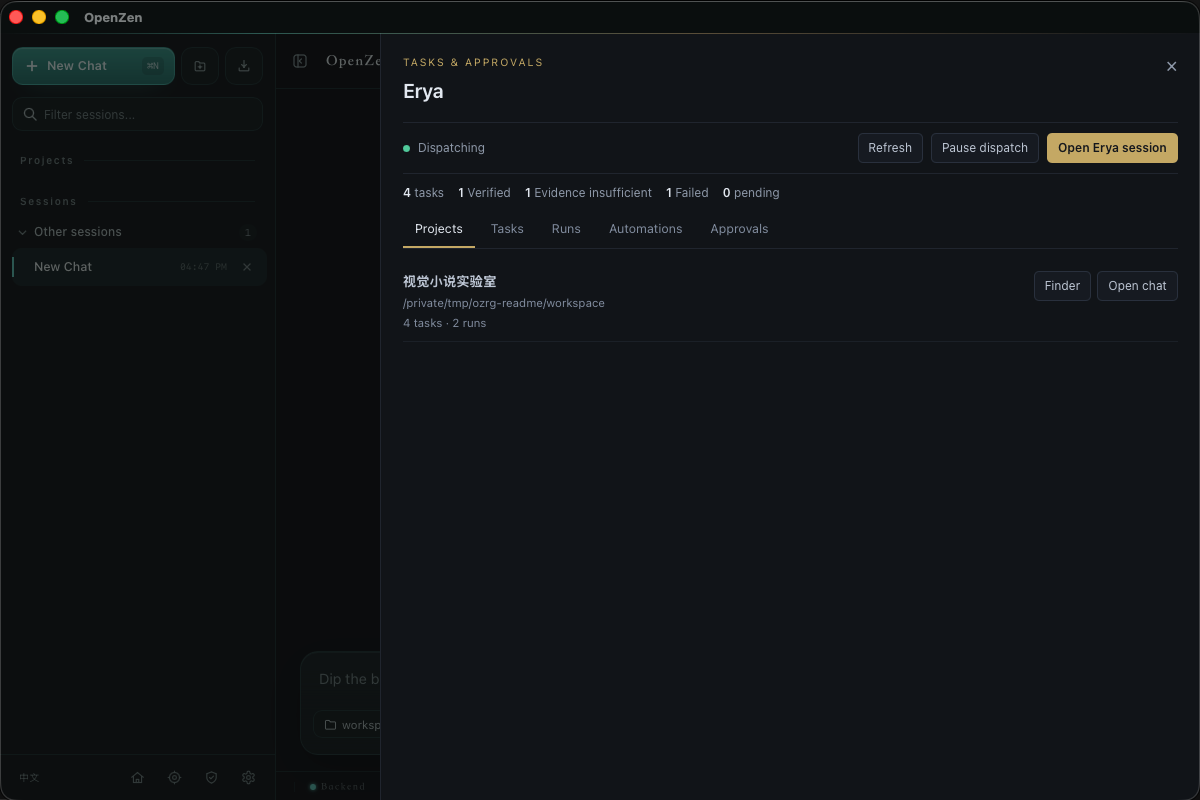 OpenZen
New Chat ⌘N
Filter sessions...
Projects
Sessions
Other sessions 1
New Chat 04:47 PM
中文
OpenZe
Dip the b
worksp
Backend
TASKS & APPROVALS
Erya
Dispatching
Refresh
Pause dispatch
Open Erya session
4 tasks 1 Verified 1 Evidence insufficient 1 Failed 0 pending
Projects Tasks Runs Automations Approvals
视觉小说实验室
/private/tmp/ozrg-readme/workspace
4 tasks · 2 runs
Finder
Open chat